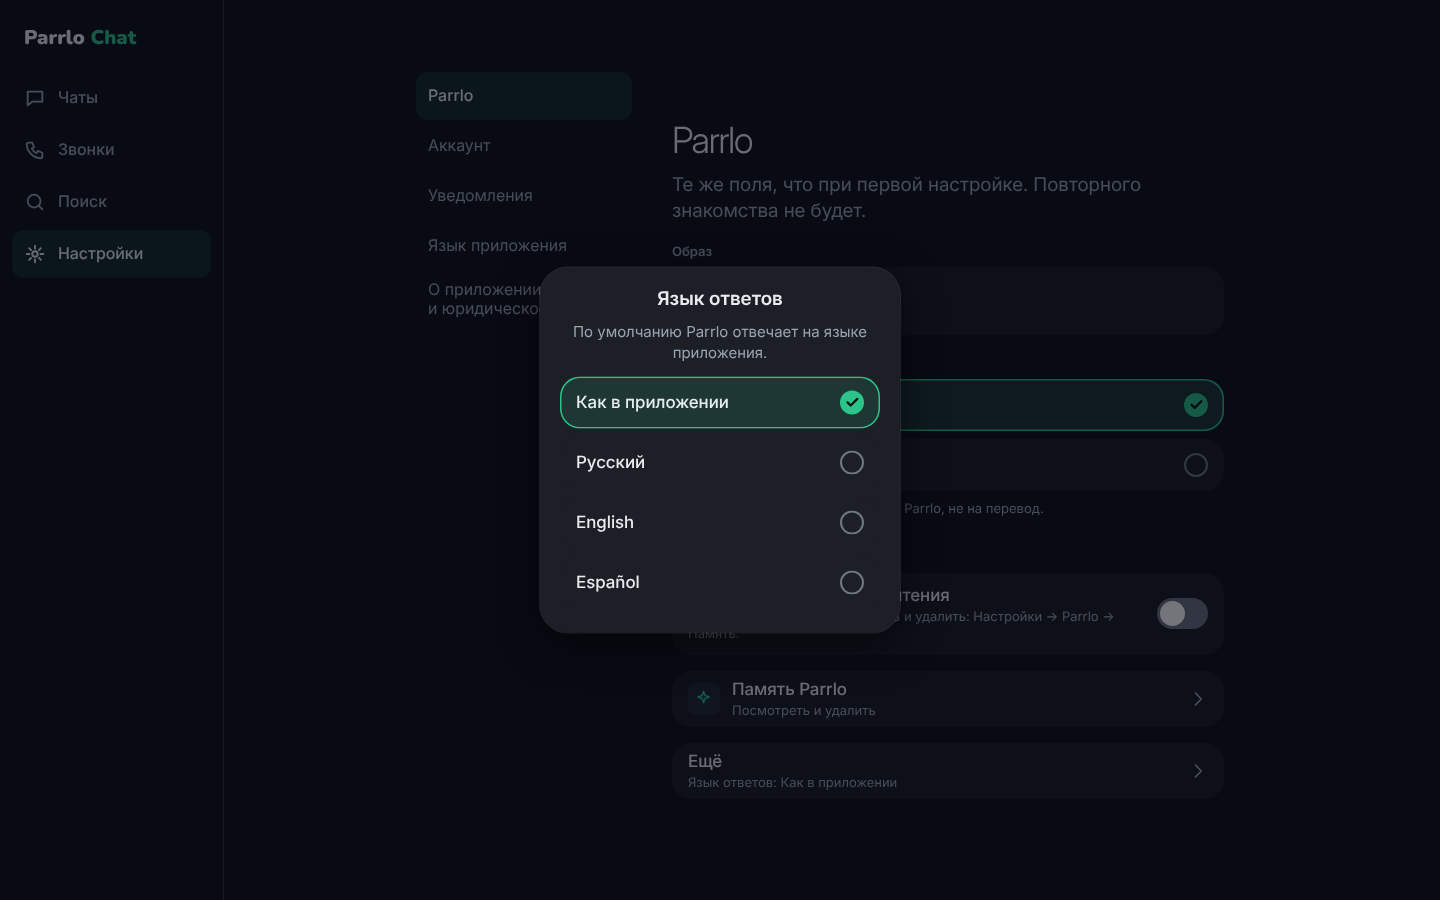 Parrlo Chat
Чаты
Звонки
Поиск
Настройки
Parrlo
Аккаунт
Уведомления
Язык приложения
О приложении
и юридическо
Parrlo
Те же поля, что при первой настройке. Повторного
знакомства не будет.
Образ
Язык ответов
По умолчанию Parrlo отвечает на языке
приложения.
Как в приложении
Русский
English
Español
Parrlo, не на перевод.
тения
и удалить: Настройки → Parrlo →
Память.
Память Parrlo
Посмотреть и удалить
Ещё
Язык ответов: Как в приложении